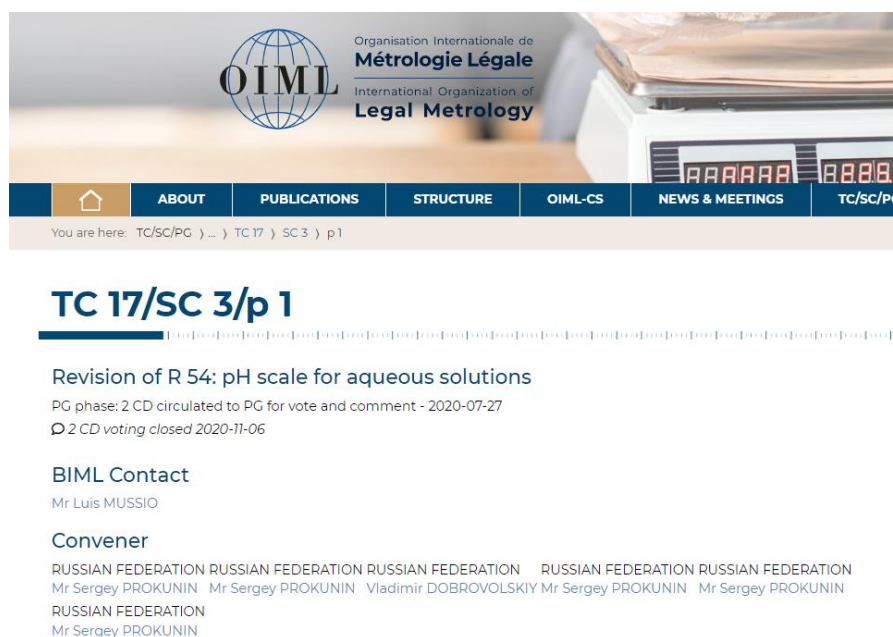 OIML
Organisation Internationale de
Métrologie Légale
International Organization of
Legal Metrology
ABOUT PUBLICATIONS STRUCTURE OIML-CS NEWS & MEETINGS TC/SC/P
You are here: TC/SC/PG ) ... ) TC 17 ) SC 3 ) p 1
TC 17/SC 3/p 1
Revision of R 54: pH scale for aqueous solutions
PG phase: 2 CD circulated to PG for vote and comment - 2020-07-27
2 CD voting closed 2020-11-06
BIML Contact
Mr Luis MUSSIO
Convener
RUSSIAN FEDERATION RUSSIAN FEDERATION RUSSIAN FEDERATION RUSSIAN FEDERATION RUSSIAN FEDERATION
Mr Sergey PROKUNIN Mr Sergey PROKUNIN Vladimir DOBROVOLSKIY Mr Sergey PROKUNIN Mr Sergey PROKUNIN
RUSSIAN FEDERATION
Mr Sergey PROKUNIN